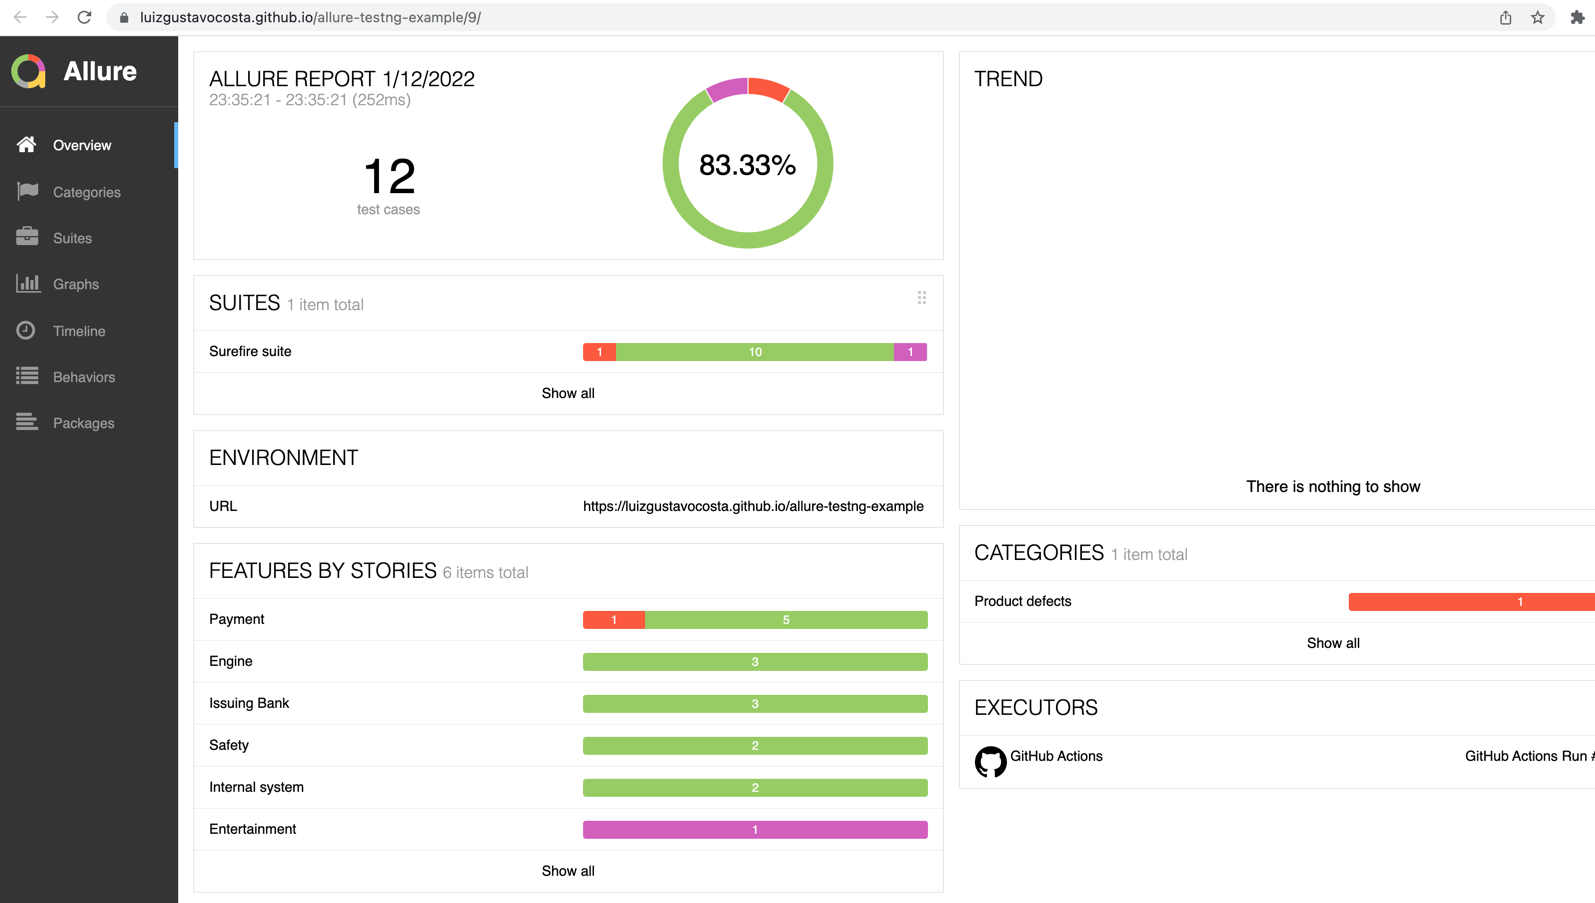 luizgustavocosta.github.io/allure-testng-example/9/
Allure
Overview
Categories
Suites
Graphs
Timeline
Behaviors
Packages
ALLURE REPORT 1/12/2022
23:35:21 - 23:35:21 (252ms)
12
test cases
83.33%
SUITES 1 item total
Surefire suite 1 10 1
Show all
ENVIRONMENT
URL https://luizgustavocosta.github.io/allure-testng-example
FEATURES BY STORIES 6 items total
Payment 1 5
Engine 3
Issuing Bank 3
Safety 2
Internal system 2
Entertainment 1
Show all
TREND
There is nothing to show
CATEGORIES 1 item total
Product defects 1
Show all
EXECUTORS
GitHub Actions GitHub Actions Run #